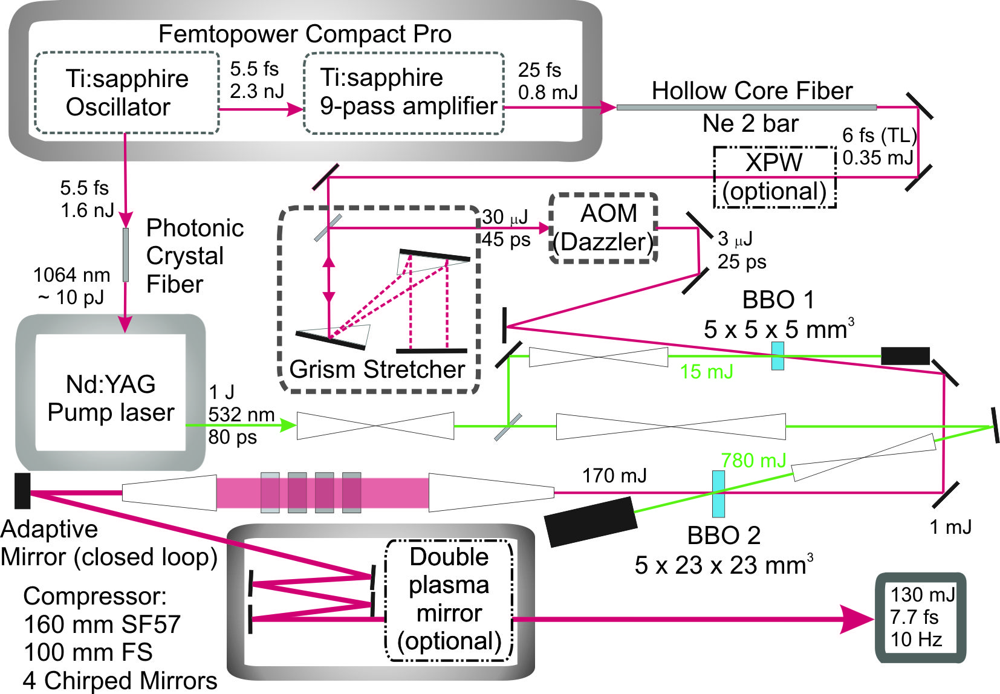 Femtopower Compact Pro
Ti:sapphire
Oscillator
5.5 fs
2.3 nJ
Ti:sapphire
9-pass amplifier
25 fs
0.8 mJ
Hollow Core Fiber
Ne 2 bar
6 fs (TL)
0.35 mJ
XPW
(optional)
5.5 fs
1.6 nJ
Photonic
Crystal
Fiber
1064 nm
~ 10 pJ
30 μJ
45 ps
AOM
(Dazzler)
3 μJ
25 ps
Grism Stretcher
BBO 1
5 x 5 x 5 mm³
15 mJ
Nd:YAG
Pump laser
1 J
532 nm
80 ps
780 mJ
170 mJ
BBO 2
5 x 23 x 23 mm³
1 mJ
Adaptive
Mirror (closed loop)
Compressor:
160 mm SF57
100 mm FS
4 Chirped Mirrors
Double
plasma
mirror
(optional)
130 mJ
7.7 fs
10 Hz